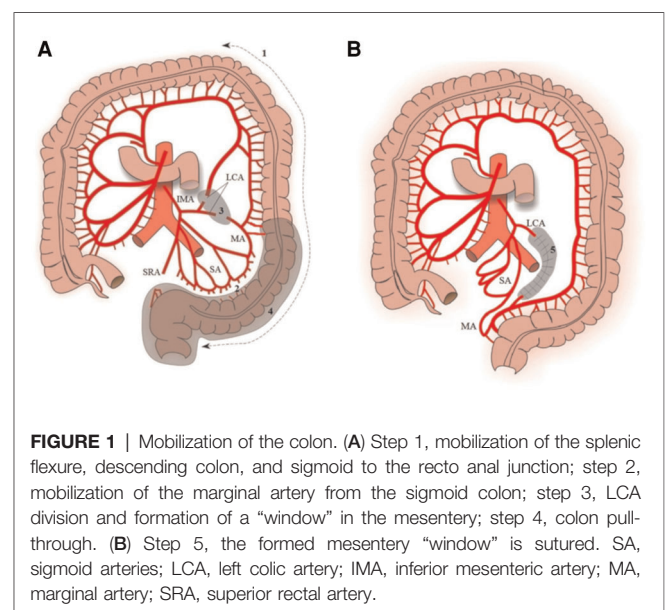 A
B
1
LCA
IMA
3
MA
SRA
SA
2
4
LCA
5
SA
MA
FIGURE 1 | Mobilization of the colon. (A) Step 1, mobilization of the splenic
flexure, descending colon, and sigmoid to the recto anal junction; step 2,
mobilization of the marginal artery from the sigmoid colon; step 3, LCA
division and formation of a “window” in the mesentery; step 4, colon pull-
through. (B) Step 5, the formed mesentery “window” is sutured. SA,
sigmoid arteries; LCA, left colic artery; IMA, inferior mesenteric artery; MA,
marginal artery; SRA, superior rectal artery.